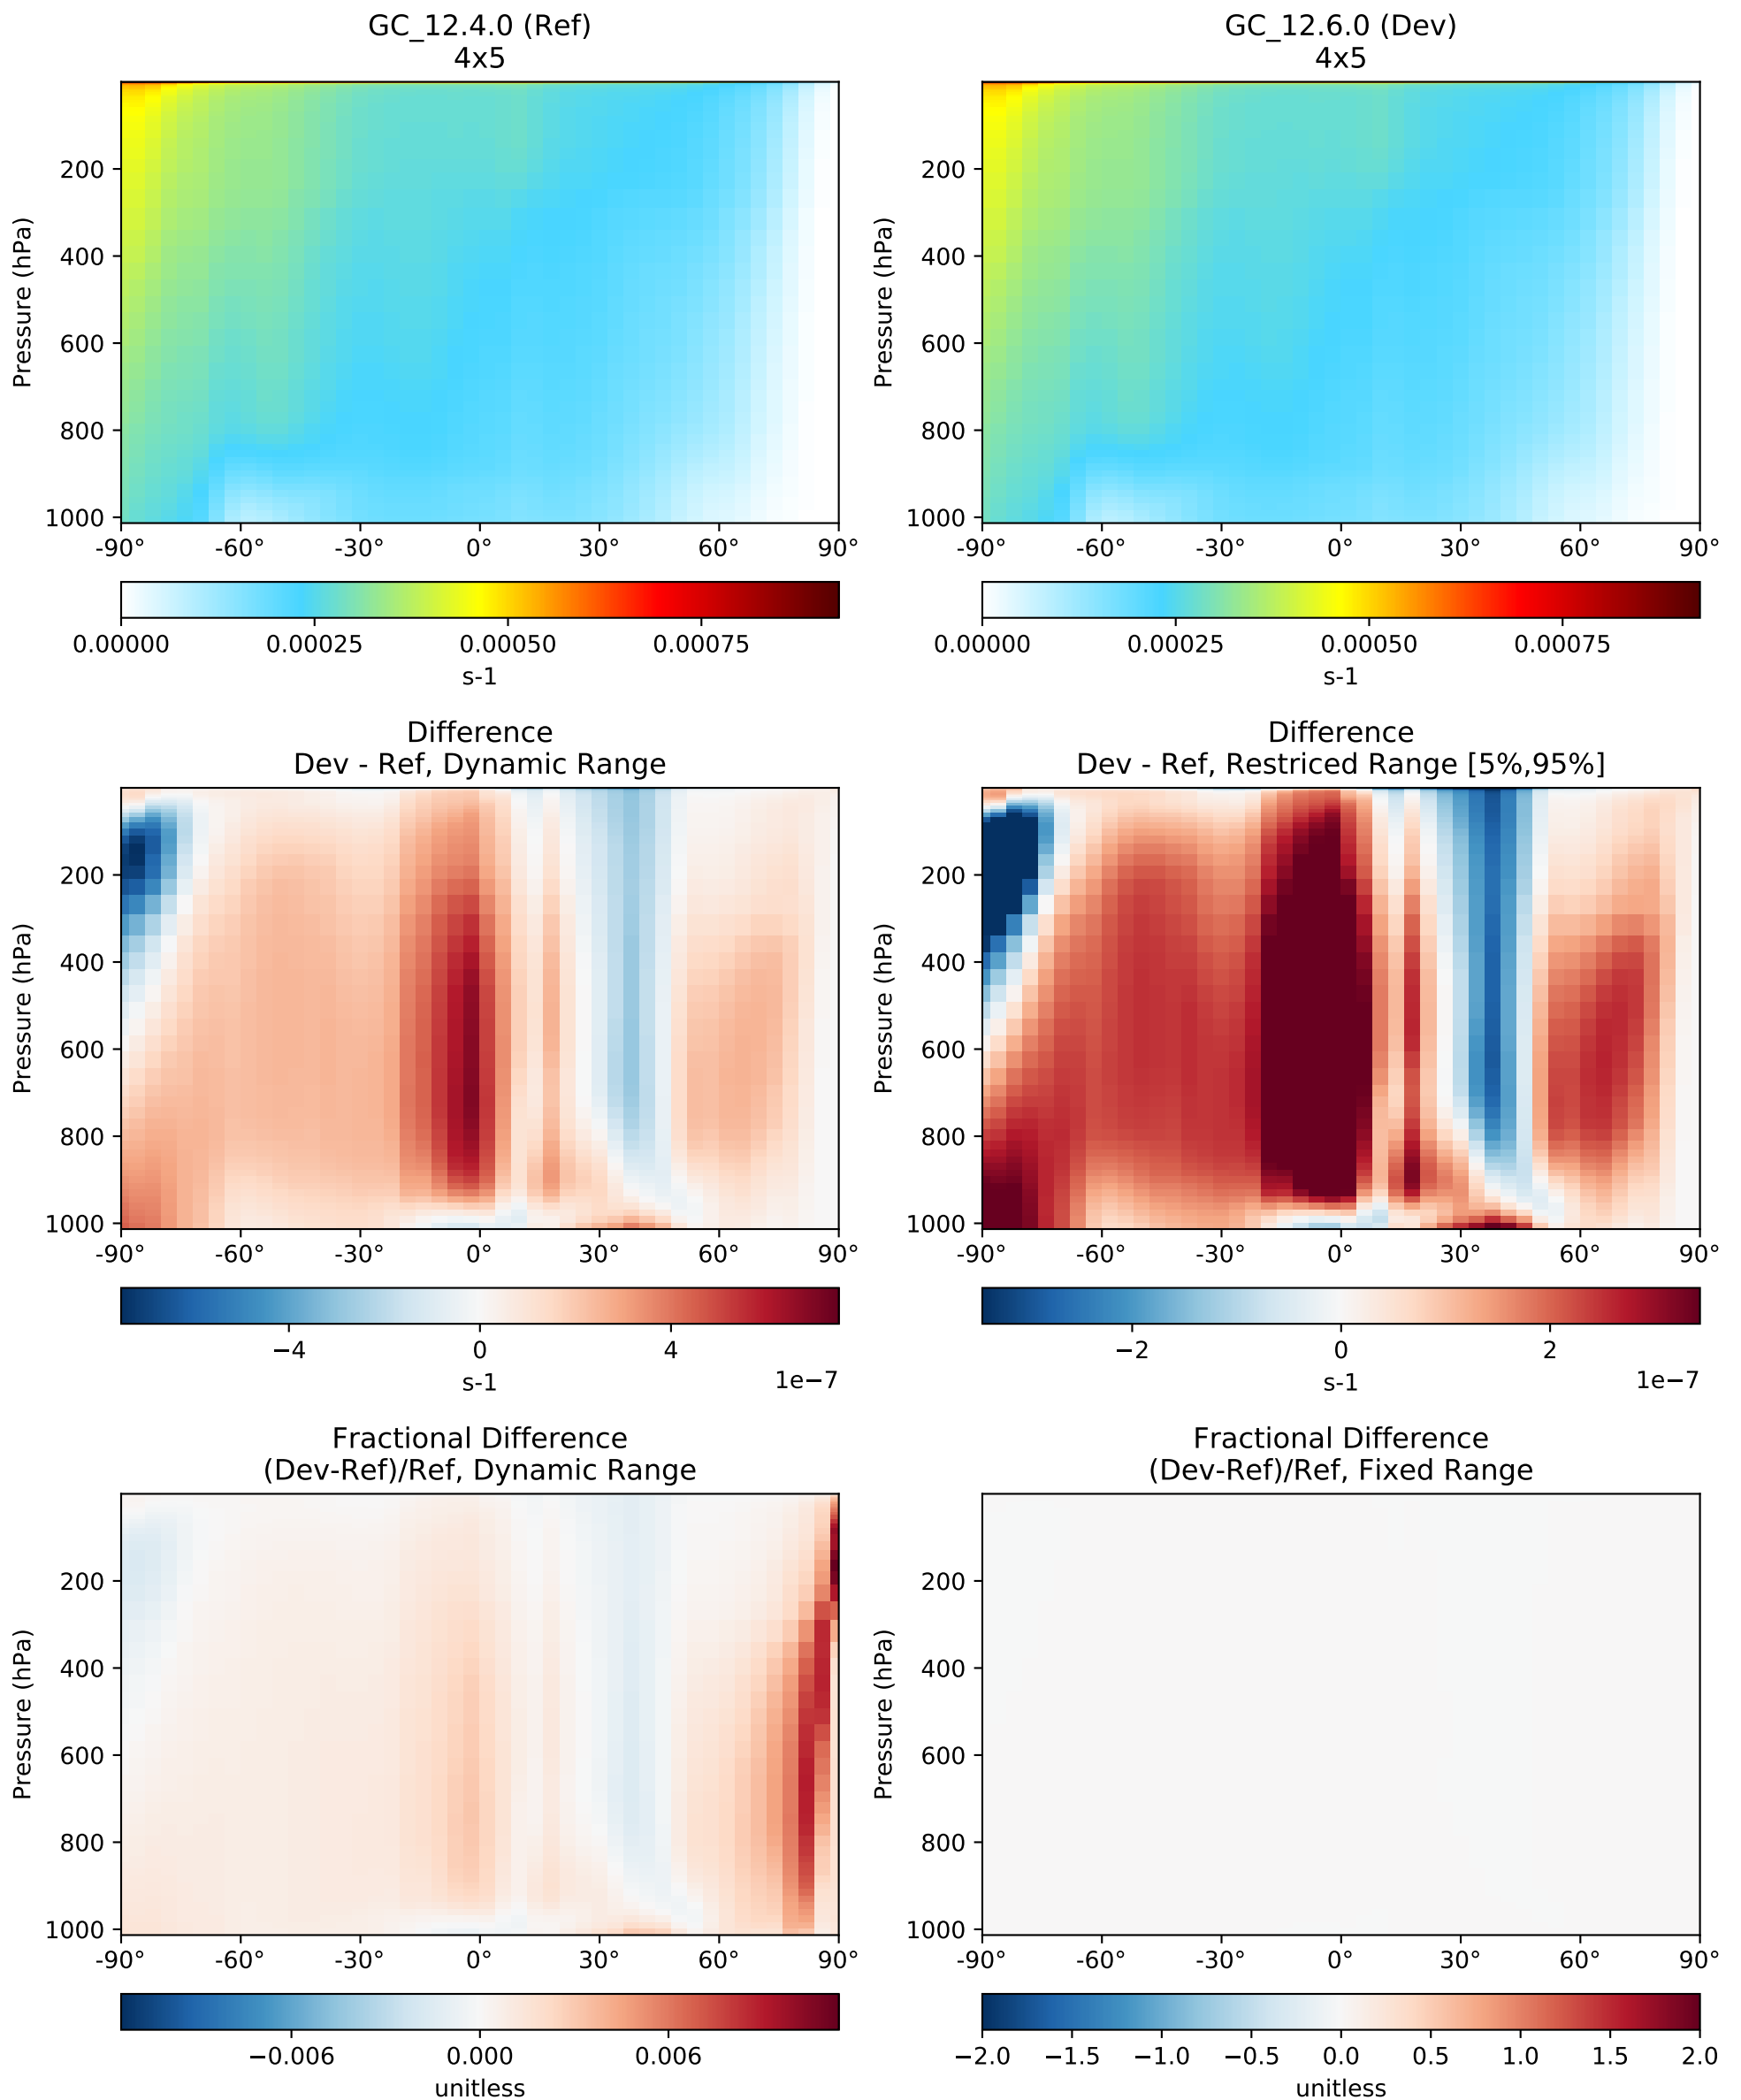 GC_12.4.0 (Ref)
4x5
Pressure (hPa)
200
400
600
800
1000
-90° -60° -30° 0° 30° 60° 90°
0.00000 0.00025 0.00050 0.00075
s-1
GC_12.6.0 (Dev)
4x5
Pressure (hPa)
200
400
600
800
1000
-90° -60° -30° 0° 30° 60° 90°
0.00000 0.00025 0.00050 0.00075
s-1
Difference
Dev - Ref, Dynamic Range
Pressure (hPa)
200
400
600
800
1000
-90° -60° -30° 0° 30° 60° 90°
−4 0 4
s-1
1e−7
Difference
Dev - Ref, Restriced Range [5%,95%]
Pressure (hPa)
200
400
600
800
1000
-90° -60° -30° 0° 30° 60° 90°
−2 0 2
s-1
1e−7
Fractional Difference
(Dev-Ref)/Ref, Dynamic Range
Pressure (hPa)
200
400
600
800
1000
-90° -60° -30° 0° 30° 60° 90°
−0.006 0.000 0.006
unitless
Fractional Difference
(Dev-Ref)/Ref, Fixed Range
Pressure (hPa)
200
400
600
800
1000
-90° -60° -30° 0° 30° 60° 90°
−2.0 −1.5 −1.0 −0.5 0.0 0.5 1.0 1.5 2.0
unitless